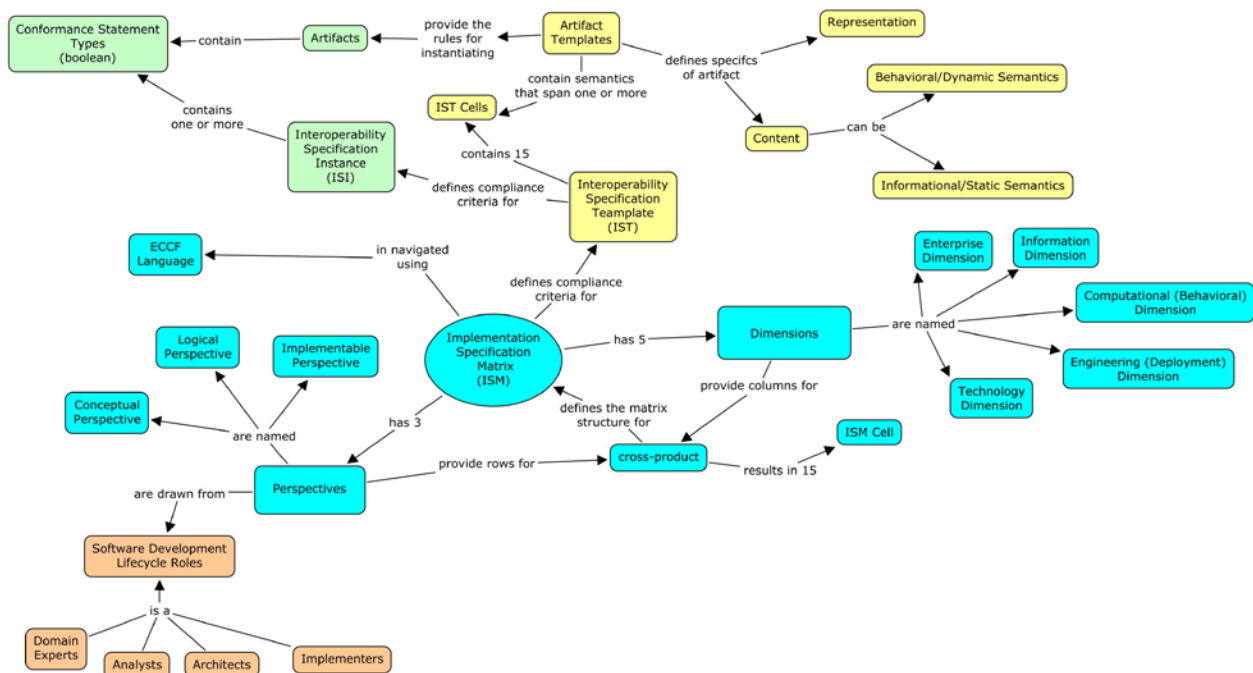 Conformance Statement
Types
(boolean)
contain
Artifacts
provide the
rules for
instantiating
Artifact
Templates
defines specifcs
of artifact
Representation
Behavioral/Dynamic Semantics
contain semantics
that span one or more
IST Cells
Content
can be
Informational/Static Semantics
contains
one or more
Interoperability
Specification
Instance
(ISI)
contains 15
defines compliance
criteria for
Interoperability
Specification
Teamplate
(IST)
ECCF
Language
in navigated
using
defines compliance
criteria for
Enterprise
Dimension
Information
Dimension
Computational (Behavioral)
Dimension
are named
Engineering (Deployment)
Dimension
Technology
Dimension
Logical
Perspective
Implementable
Perspective
Conceptual
Perspective
are named
Implementation
Specification
Matrix
(ISM)
has 5
Dimensions
provide columns for
defines the matrix
structure for
has 3
ISM Cell
cross-product
results in 15
provide rows for
Perspectives
are drawn from
Software Development
Lifecycle Roles
is a
Domain
Experts
Analysts
Architects
Implementers